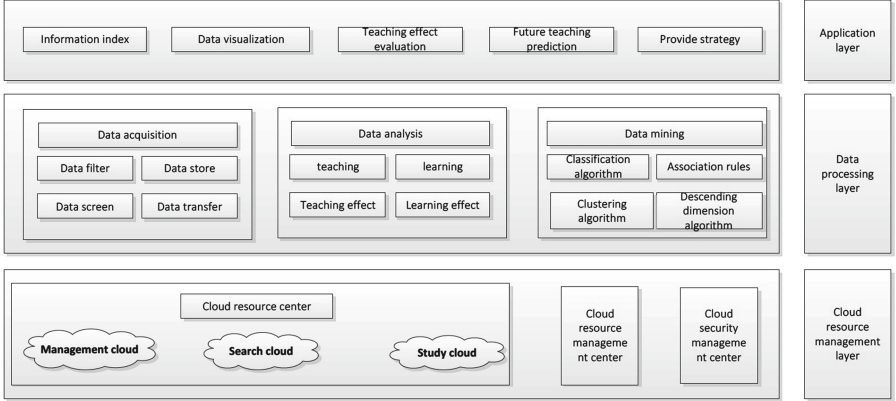 Information index
Data visualization
Teaching effect
evaluation
Future teaching
prediction
Provide strategy
Application
layer
Data acquisition
Data filter
Data store
Data screen
Data transfer
Data analysis
teaching
learning
Teaching effect
Learning effect
Data mining
Classification
algorithm
Association rules
Clustering
algorithm
Descending
dimension
algorithm
Data
processing
layer
Cloud resource center
Management cloud
Search cloud
Study cloud
Cloud
resource
manageme
nt center
Cloud
security
manageme
nt center
Cloud
resource
management
layer